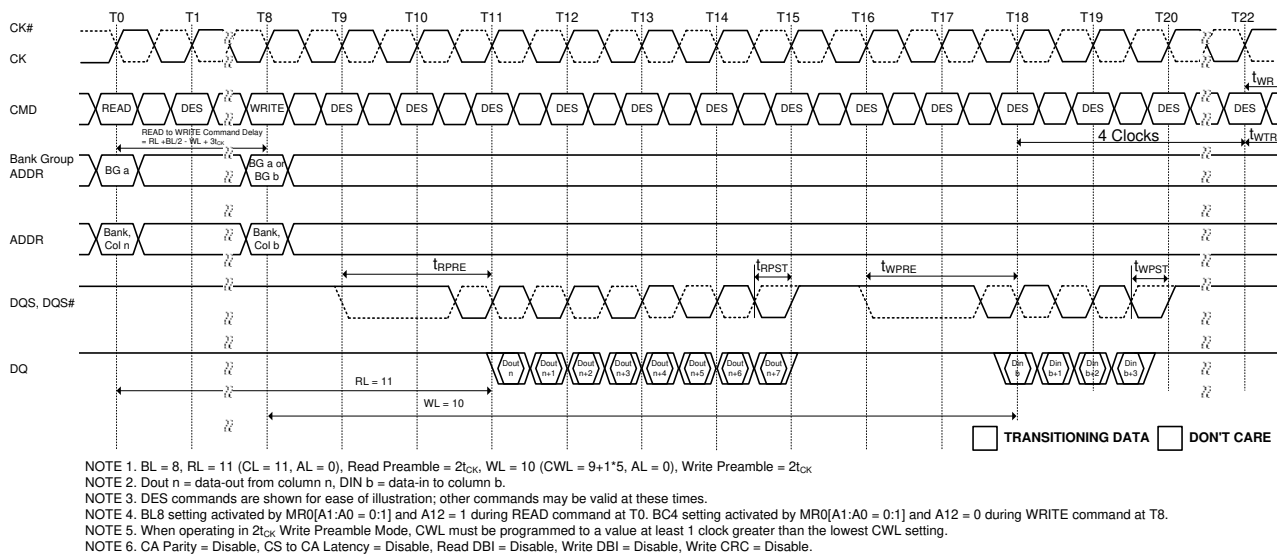 T0 T1 T8 T9 T10 T11 T12 T13 T14 T15 T16 T17 T18 T19 T20 T21 T22
CK#
CK
tWR
CMD READ DES WRITE DES DES DES DES DES DES DES DES DES DES DES DES DES
READ to WRITE Command Delay
= RL +BL/2 - WL + 3tCK
4 Clocks tWTR
Bank Group
ADDR
BG a
BG a or
BG b
ADDR
Bank,
Col n
Bank,
Col b
tRPRE tRPST tWPRE tWPST
DQS, DQS#
DQ
Dout n
Dout n+1
Dout n+2
Dout n+3
Dout n+4
Dout n+5
Dout n+6
Dout n+7
Din b
Din b+1
Din b+2
Din b+3
RL = 11
WL = 10
TRANSITIONING DATA DON'T CARE
NOTE 1. BL = 8, RL = 11 (CL = 11, AL = 0), Read Preamble = 2tCK, WL = 10 (CWL = 9+1*5, AL = 0), Write Preamble = 2tCK
NOTE 2. Dout n = data-out from column n, DIN b = data-in to column b.
NOTE 3. DES commands are shown for ease of illustration; other commands may be valid at these times.
NOTE 4. BL8 setting activated by MR0[A1:A0 = 0:1] and A12 = 1 during READ command at T0. BC4 setting activated by MR0[A1:A0 = 0:1] and A12 = 0 during WRITE command at T8.
NOTE 5. When operating in 2tCK Write Preamble Mode, CWL must be programmed to a value at least 1 clock greater than the lowest CWL setting.
NOTE 6. CA Parity = Disable, CS to CA Latency = Disable, Read DBI = Disable, Write DBI = Disable, Write CRC = Disable.